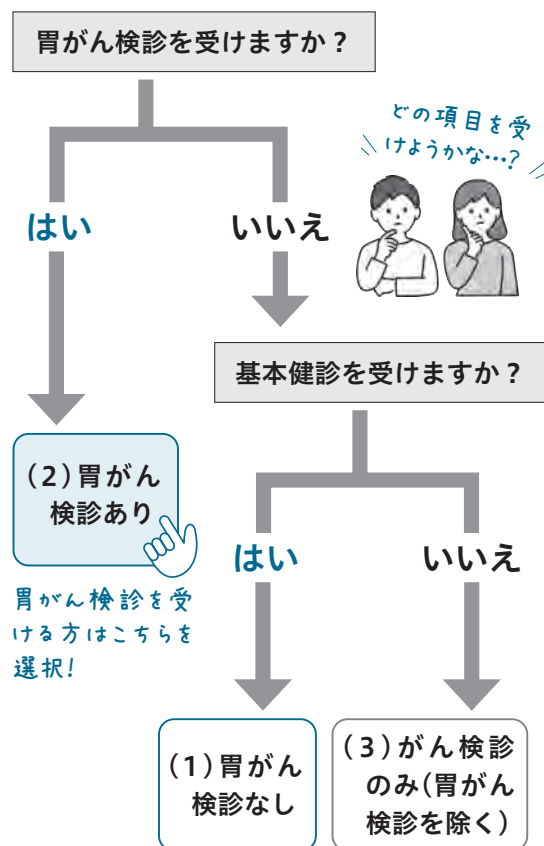 胃がん検診を受けますか？
どの項目を受
けようかな…?
はい
いいえ
基本健診を受けますか？
(2)胃がん
検診あり
胃がん検診を受
ける方はこちらを
選択!
はい
いいえ
(1)胃がん
検診なし
(3)がん検診
のみ(胃がん
検診を除く)